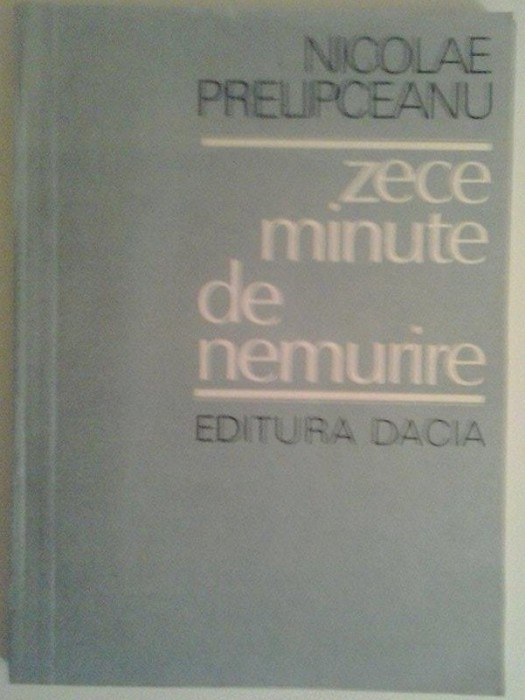 NICOLAE
PRELIPCEANU
zece
minute
de
nemurire
EDITURA DACIA